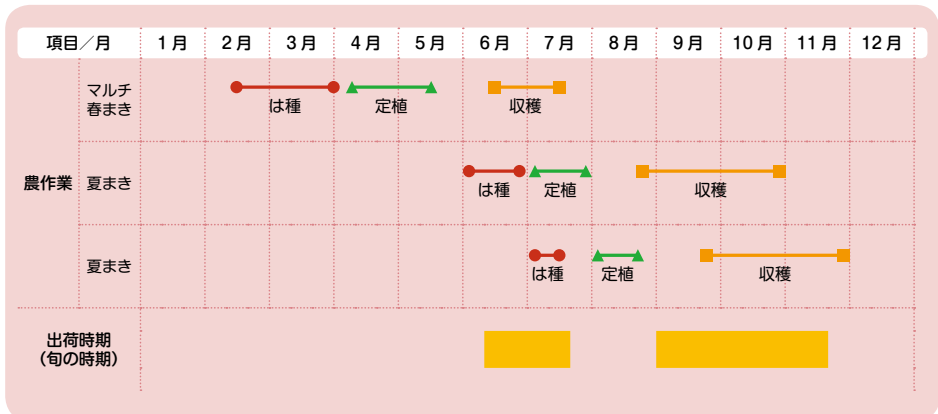 項目/月 1月 2月 3月 4月 5月 6月 7月 8月 9月 10月 11月 12月
マルチ
春まき
は種 定植 収穫
農作業 夏まき
は種 定植 収穫
夏まき
は種 定植 収穫
出荷時期
(旬の時期)